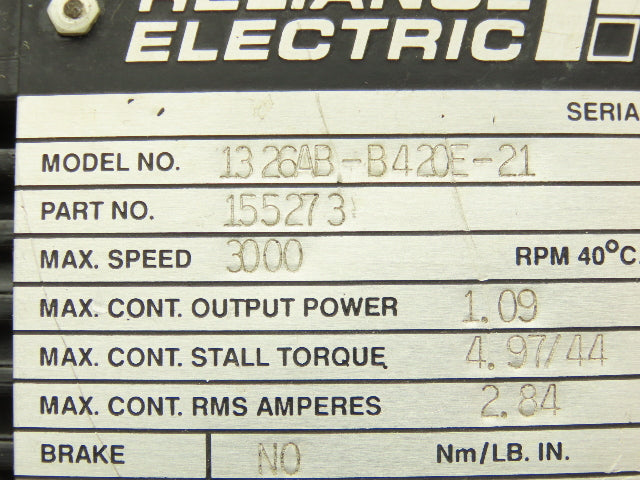 RELIANCE
ELECTRIC
SERIA
MODEL NO. 1326AB-B420E-21
PART NO. 155273
MAX. SPEED 3000 RPM 40°C.
MAX. CONT. OUTPUT POWER 1.09
MAX. CONT. STALL TORQUE 4.97/44
MAX. CONT. RMS AMPERES 2.84
BRAKE NO Nm/LB. IN.